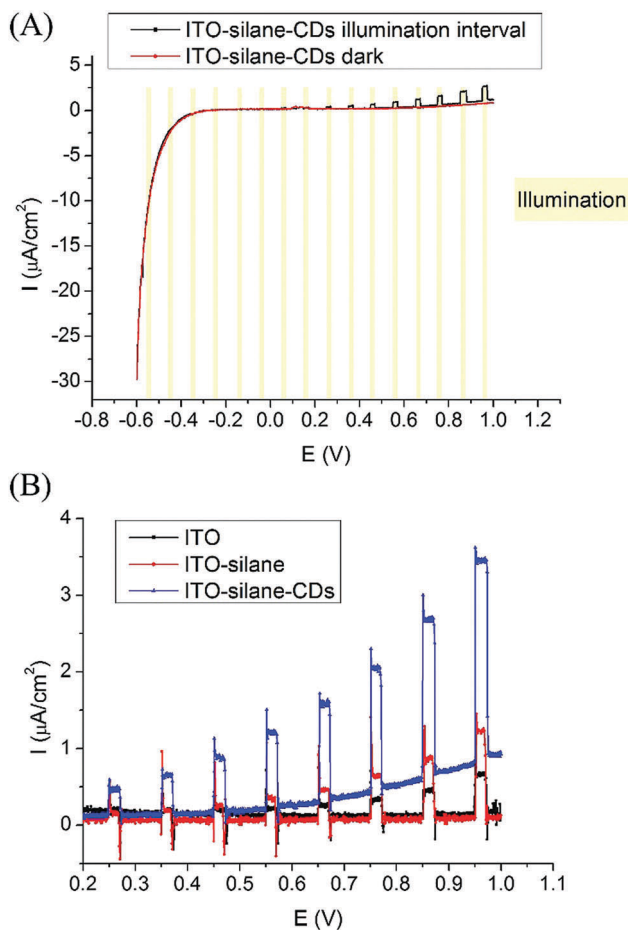 (A)
ITO-silane-CDs illumination interval
ITO-silane-CDs dark
5
0
-5
-10
-15
-20
-25
-30
I (μA/cm²)
Illumination
-0.8 -0.6 -0.4 -0.2 0.0 0.2 0.4 0.6 0.8 1.0 1.2
E (V)
(B)
ITO
ITO-silane
ITO-silane-CDs
4
3
2
1
0
I (μA/cm²)
0.2 0.3 0.4 0.5 0.6 0.7 0.8 0.9 1.0 1.1
E (V)